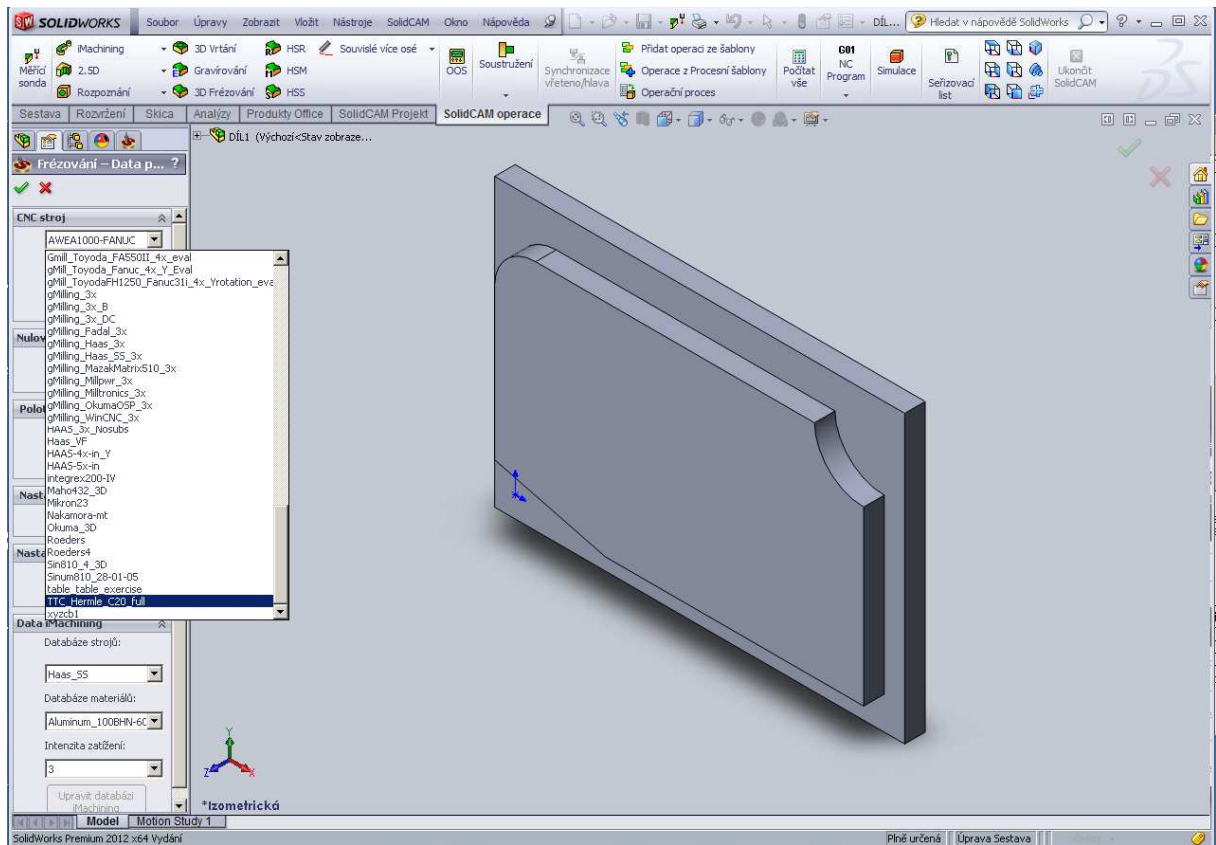 SOLIDWORKS Soubor Úpravy Zobrazit Vložit Nástroje SolidCAM Okno Nápověda DÍL... Hledat v nápovědě SolidWorks
iMachining 3D Vrtání HSR Souvislé více osé Přidat operaci ze šablony
Měřící sonda 2.5D Gravírování HSM OOS Soustružení Synchronizace vřeteno/hlava Operace z Procesní šablony Počítat vše G01 NC Program Simulace Seřizovací list Ukončit SolidCAM
Rozpoznání 3D Frézování HSS Operační proces
Sestava Rozvržení Skica Analýzy Produkty Office SolidCAM Projekt SolidCAM operace
DÍL1 (Výchozí<Stav zobraze...
Frézování – Data p... ?
CNC stroj
AWEA1000-FANUC
Gmill_Toyoda_FA550II_4x_eval
gMill_Toyoda_Fanuc_4x_Y_Eval
gMill_ToyodaFH1250_Fanuc31i_4x_Yrotation_eva
gMilling_3x
gMilling_3x_B
gMilling_3x_DC
gMilling_Fadal_3x
gMilling_Haas_3x
gMilling_Haas_SS_3x
gMilling_MazakMatrix510_3x
gMilling_Millpwr_3x
gMilling_Milltronics_3x
gMilling_OkumaOSP_3x
gMilling_WinCNC_3x
HAAS_3x_Nosubs
Haas_VF
HAAS-4x-in_Y
HAAS-5x-in
integrex200-IV
Maho432_3D
Mikron23
Nakamora-mt
Okuma_3D
Roeders
Roeders4
Sin810_4_3D
Sinum810_28-01-05
table_table_exercise
TTC_Hermle_C20_full
xyzcb1
Nulov
Polot
Nast
Nasta
Data iMachining
Databáze strojů:
Haas_SS
Databáze materiálů:
Aluminum_100BHN-60
Intenzita zatížení:
3
Upravit databázi
iMachining
Y
Z X
*Izometrická
Model Motion Study 1
SolidWorks Premium 2012 x64 Vydání Plně určená Úprava Sestava